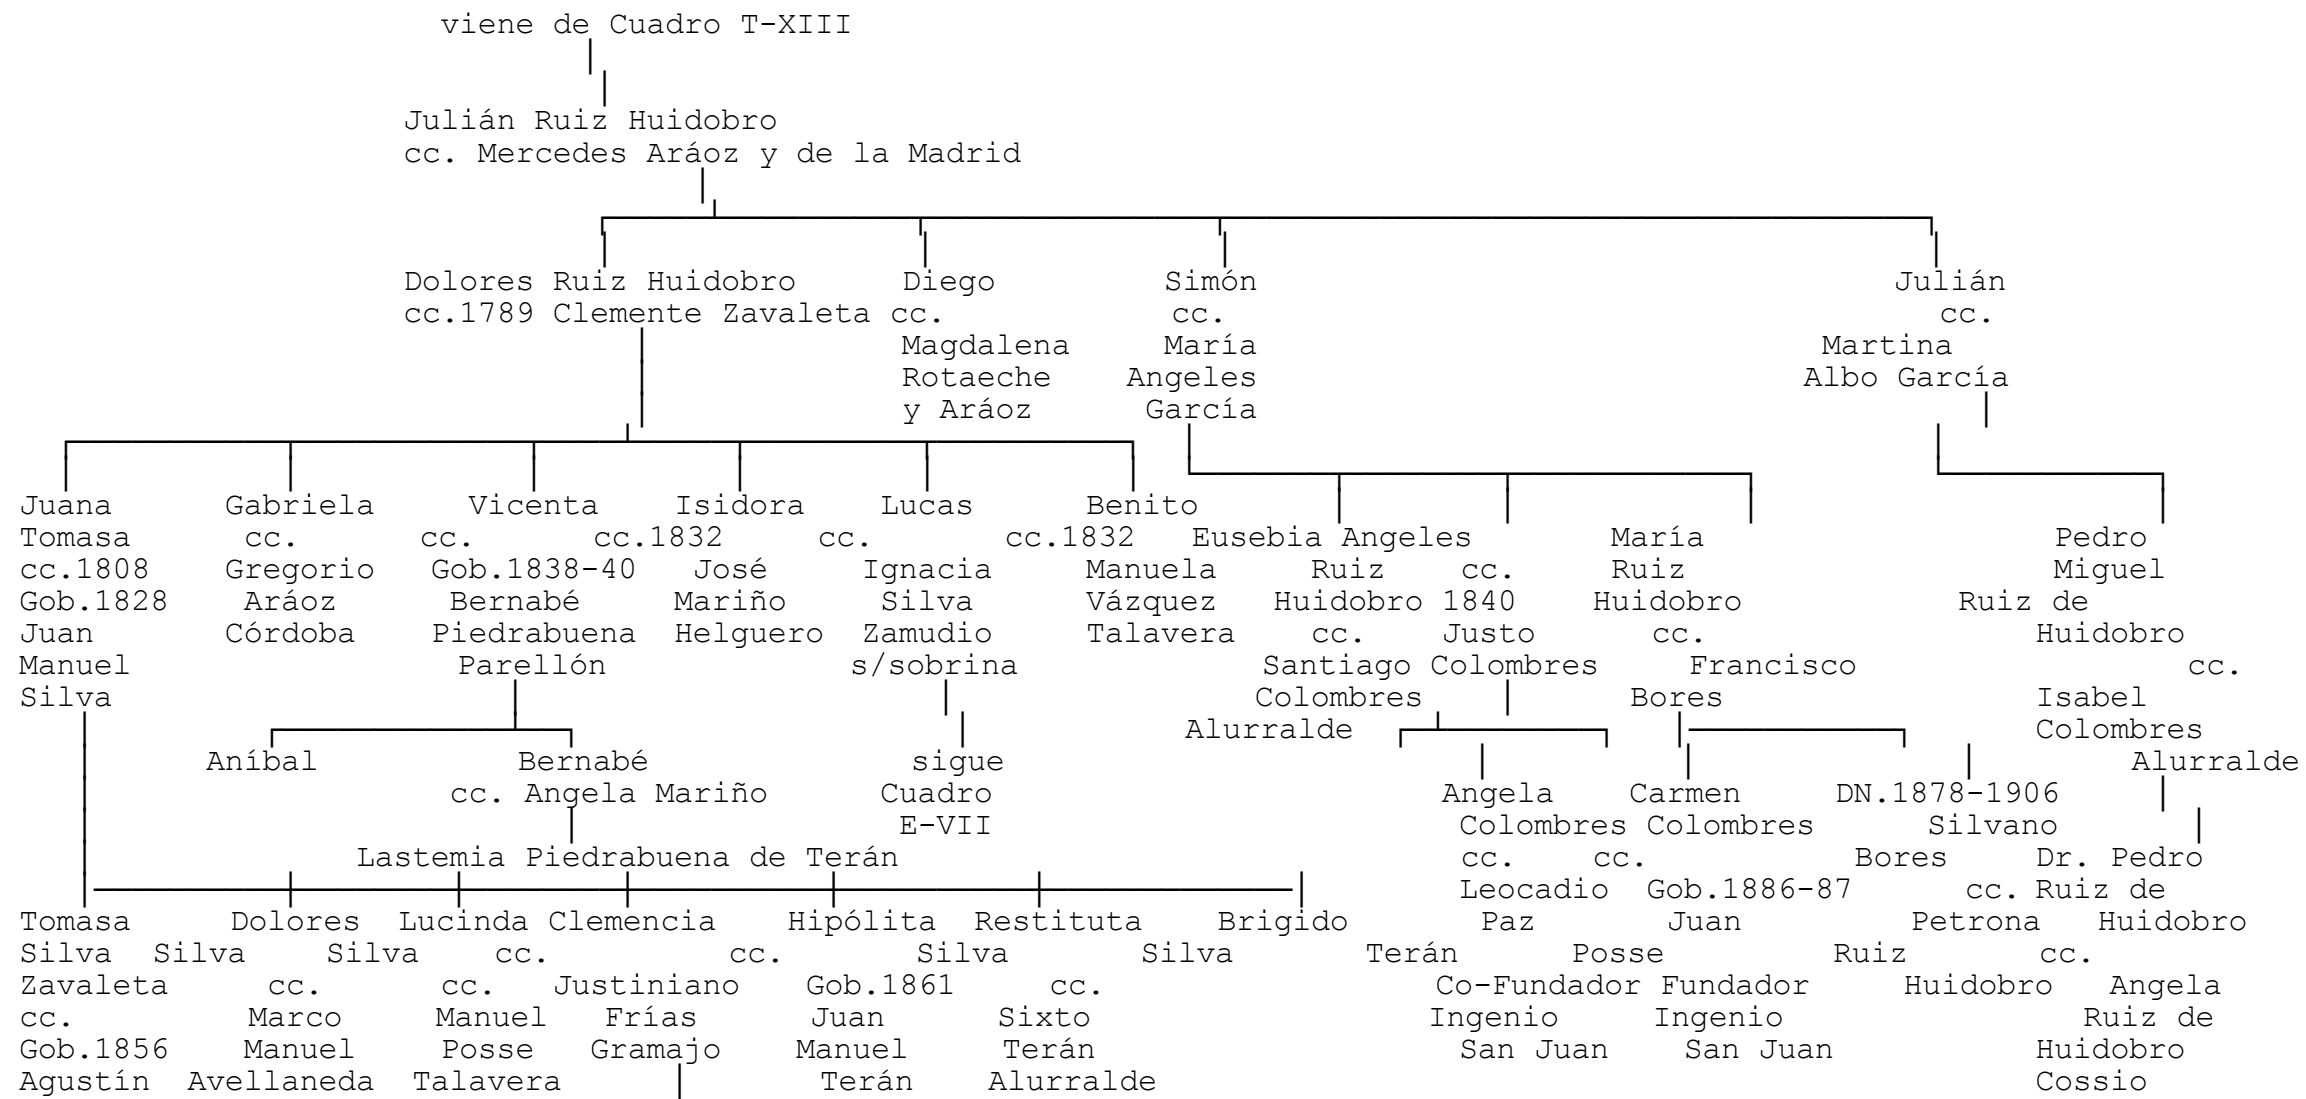 viene de Cuadro T-XIII
Julián Ruiz Huidobro
cc. Mercedes Aráoz y de la Madrid
Dolores Ruiz Huidobro Diego Simón Julián
cc.1789 Clemente Zavaleta cc. cc. cc.
Magdalena María Martina
Rotaeche Angeles Albo García
y Aráoz García
Juana Gabriela Vicenta Isidora Lucas Benito
Tomasa cc. cc. cc.1832 cc. cc.1832 Eusebia Angeles María Pedro
cc.1808 Gregorio Gob.1838-40 José Ignacia Manuela Ruiz cc. Ruiz Miguel
Gob.1828 Aráoz Bernabé Mariño Silva Vázquez Huidobro 1840 Huidobro Ruiz de
Juan Córdoba Piedrabuena Helguero Zamudio Talavera cc. Justo cc. Huidobro
Manuel Parellón s/sobrina Santiago Colombres Francisco cc.
Silva Colombres Bores Isabel
Alurralde Colombres
Aníbal Bernabé sigue Alurralde
cc. Angela Mariño Cuadro Angela Carmen DN.1878-1906
E-VII Colombres Colombres Silvano
Lastemia Piedrabuena de Terán cc. cc. Bores Dr. Pedro
Leocadio Gob.1886-87 cc. Ruiz de
Tomasa Dolores Lucinda Clemencia Hipólita Restituta Brigido Paz Juan Petrona Huidobro
Silva Silva Silva cc. cc. Silva Silva Terán Posse Ruiz cc.
Zavaleta cc. cc. Justiniano Gob.1861 cc. Co-Fundador Fundador Huidobro Angela
cc. Marco Manuel Frías Juan Sixto Ingenio Ingenio Ruiz de
Gob.1856 Manuel Posse Gramajo Manuel Terán San Juan San Juan Huidobro
Agustín Avellaneda Talavera Terán Alurralde Cossio